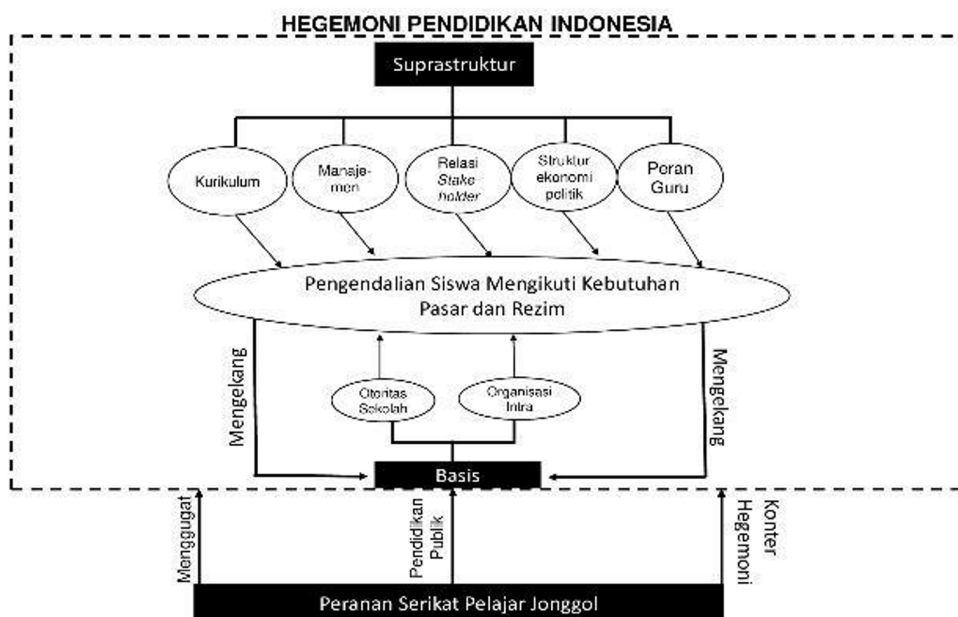 HEGEMONI PENDIDIKAN INDONESIA
Suprastruktur
Kurikulum
Manaje-
men
Relasi
Stake-
holder
Struktur
ekonomi
politik
Peran
Guru
Pengendalian Siswa Mengikuti Kebutuhan
Pasar dan Rezim
Mengekang
Otoritas
Sekolah
Organisasi
Intra
Mengekang
Basis
Menggugat
Pendidikan
Publik
Konter
Hegemoni
Peranan Serikat Pelajar Jonggol